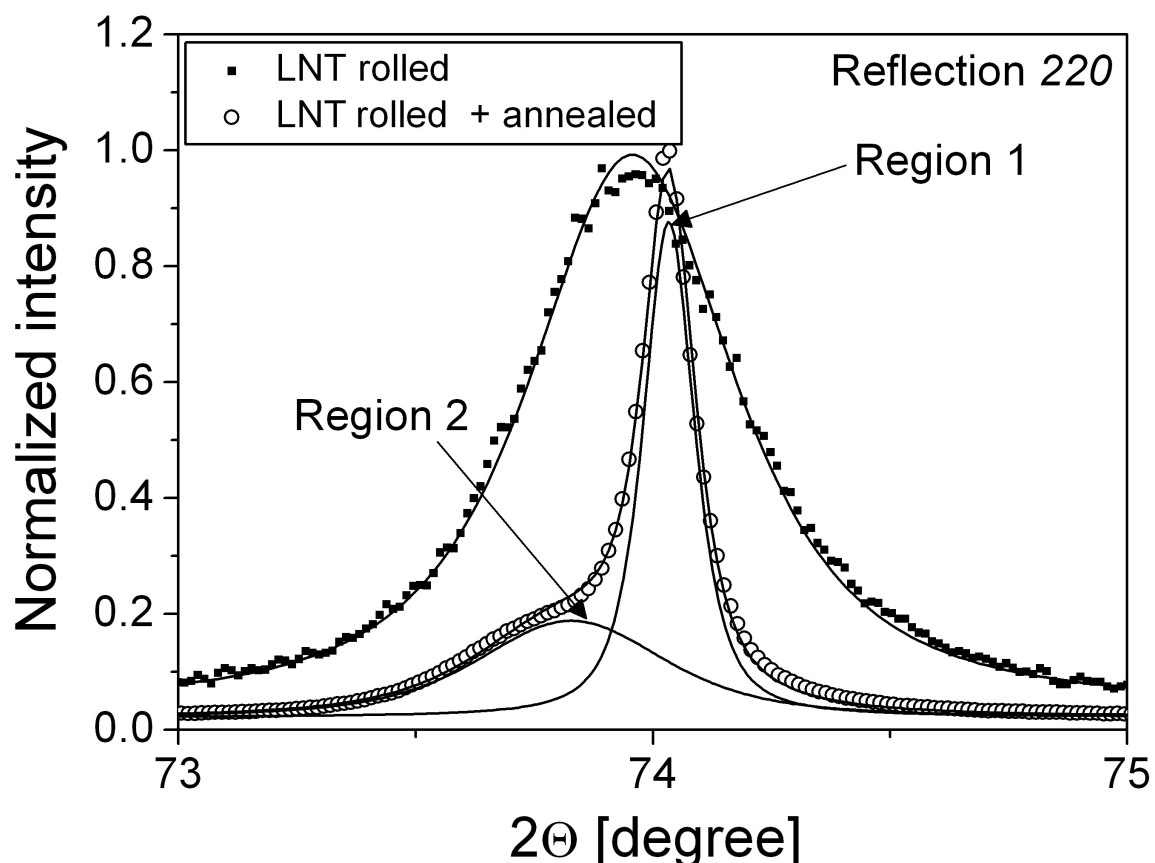 1.2
1.0
0.8
0.6
0.4
0.2
0.0
Normalized intensity
LNT rolled
LNT rolled + annealed
Reflection 220
Region 1
Region 2
73
74
75
2Θ [degree]